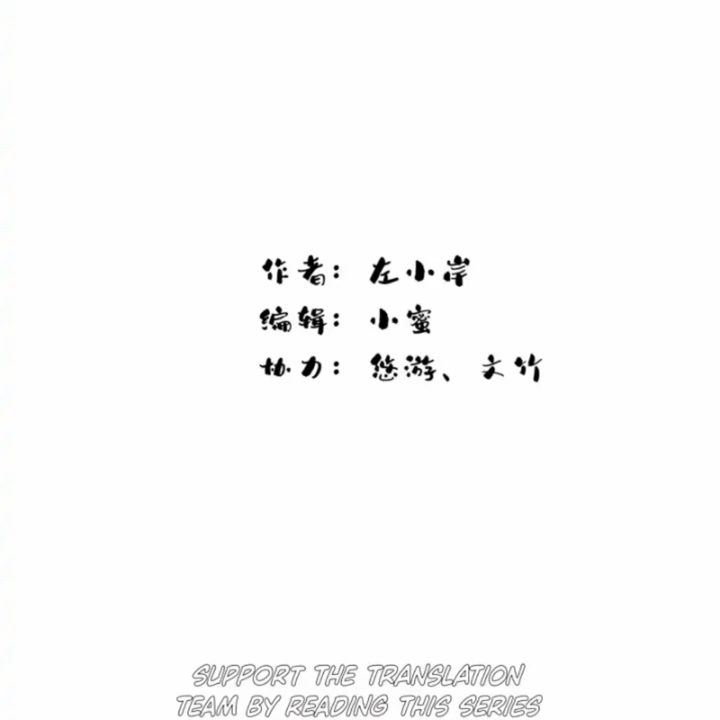 作者：左小岸
编辑：小蜜
协力：悠游、文竹
SUPPORT THE TRANSLATION
TEAM BY READING THIS SERIES